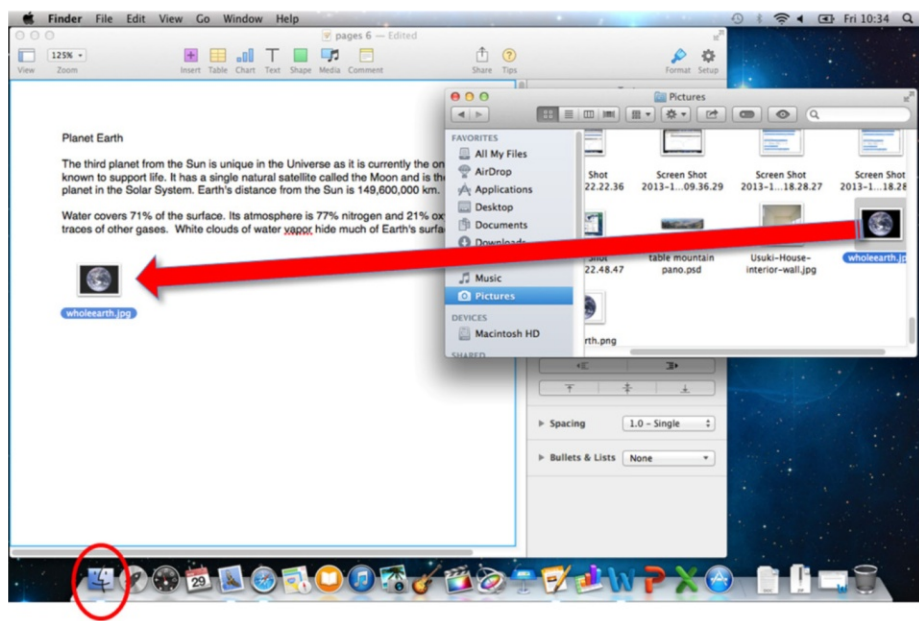 Finder File Edit View Go Window Help
Fri 10:34
pages 6 — Edited
125%
View Zoom Insert Table Chart Text Shape Media Comment Share Tips Format Setup
Planet Earth
The third planet from the Sun is unique in the Universe as it is currently the
known to support life. It has a single natural satellite called the Moon and is
planet in the Solar System. Earth's distance from the Sun is 149,600,000 km.
Water covers 71% of the surface. Its atmosphere is 77% nitrogen and 21%
traces of other gases. White clouds of water vapor hide much of Earth's
wholeearth.jpg
Pictures
FAVORITES
All My Files
AirDrop
Applications
Desktop
Documents
Downloads
Music
Pictures
DEVICES
Macintosh HD
SHARED
Shot
22.22.36
Screen Shot
2013-1...09.36.29
Screen Shot
2013-1...18.28.27
Screen Shot
2013-1...18.28
Shot
22.48.47
table mountain
pano.psd
Usuki-House-
interior-wall.jpg
wholeearth.jp
rth.png
Spacing 1.0 – Single
Bullets & Lists None
29